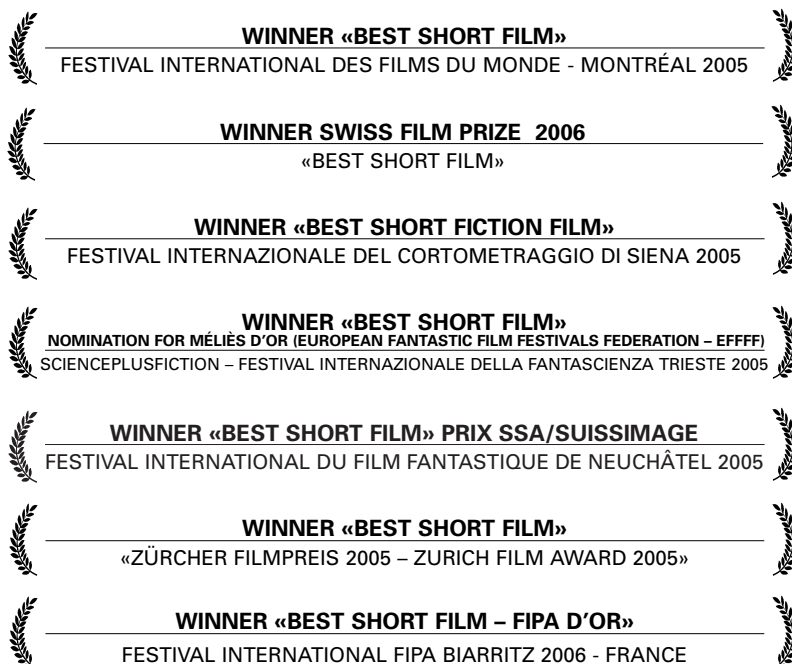 WINNER «BEST SHORT FILM»
FESTIVAL INTERNATIONAL DES FILMS DU MONDE - MONTRÉAL 2005
WINNER SWISS FILM PRIZE 2006
«BEST SHORT FILM»
WINNER «BEST SHORT FICTION FILM»
FESTIVAL INTERNAZIONALE DEL CORTOMETRAGGIO DI SIENA 2005
WINNER «BEST SHORT FILM»
NOMINATION FOR MÉLIÈS D'OR (EUROPEAN FANTASTIC FILM FESTIVALS FEDERATION – EFFFF)
SCIENCEPLUSFICTION – FESTIVAL INTERNAZIONALE DELLA FANTASCIENZA TRIESTE 2005
WINNER «BEST SHORT FILM» PRIX SSA/SUISSIMAGE
FESTIVAL INTERNATIONAL DU FILM FANTASTIQUE DE NEUCHÂTEL 2005
WINNER «BEST SHORT FILM»
«ZÜRCHER FILMPREIS 2005 – ZURICH FILM AWARD 2005»
WINNER «BEST SHORT FILM – FIPA D'OR»
FESTIVAL INTERNATIONAL FIPA BIARRITZ 2006 - FRANCE